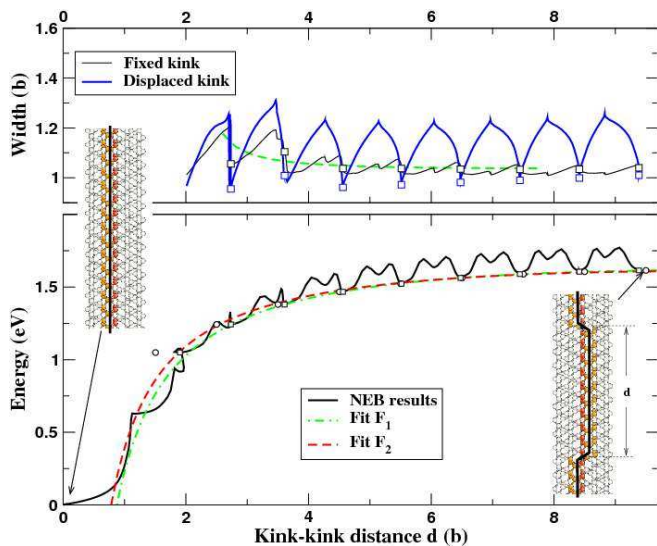 0 2 4 6 8
1.6
1.4
1.2
1
Width (b)
Fixed kink
Displaced kink
2
1.5
1
0.5
0
Energy (eV)
NEB results
Fit F1
Fit F2
d
0 2 4 6 8
Kink-kink distance d (b)